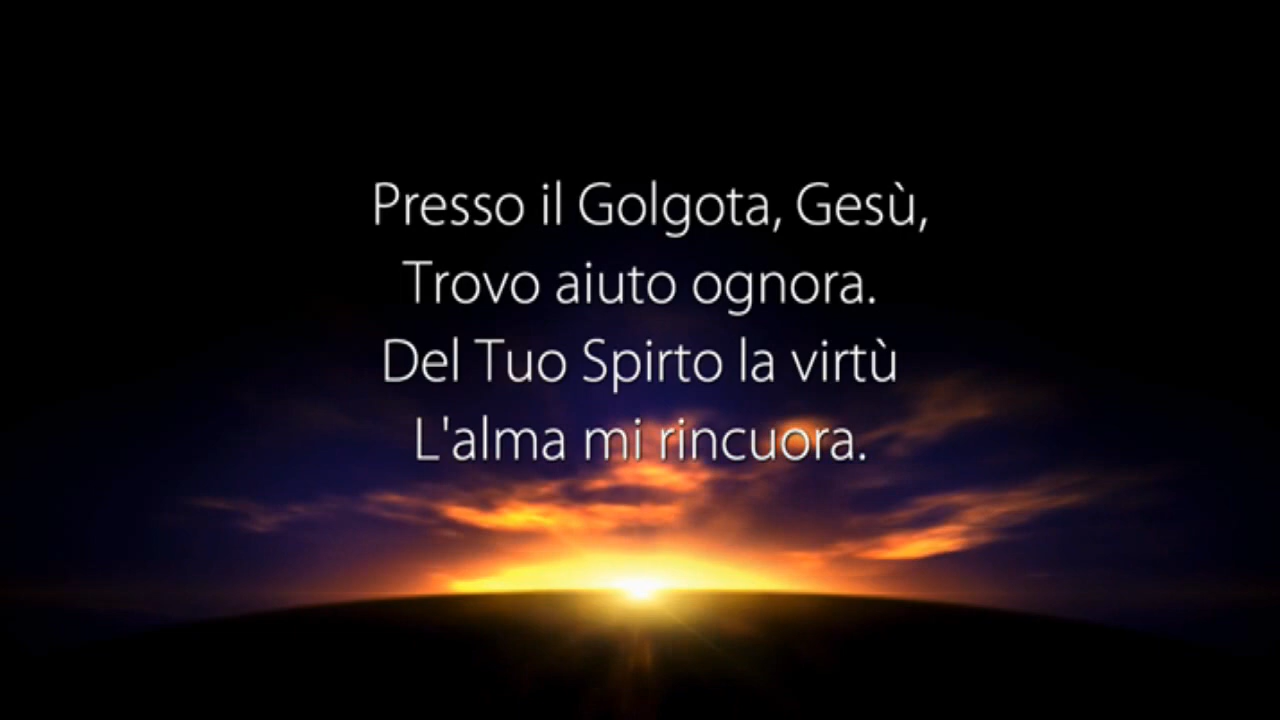 Presso il Golgota, Gesù,
Trovo aiuto ognora.
Del Tuo Spirto la virtù
L'alma mi rincuora.